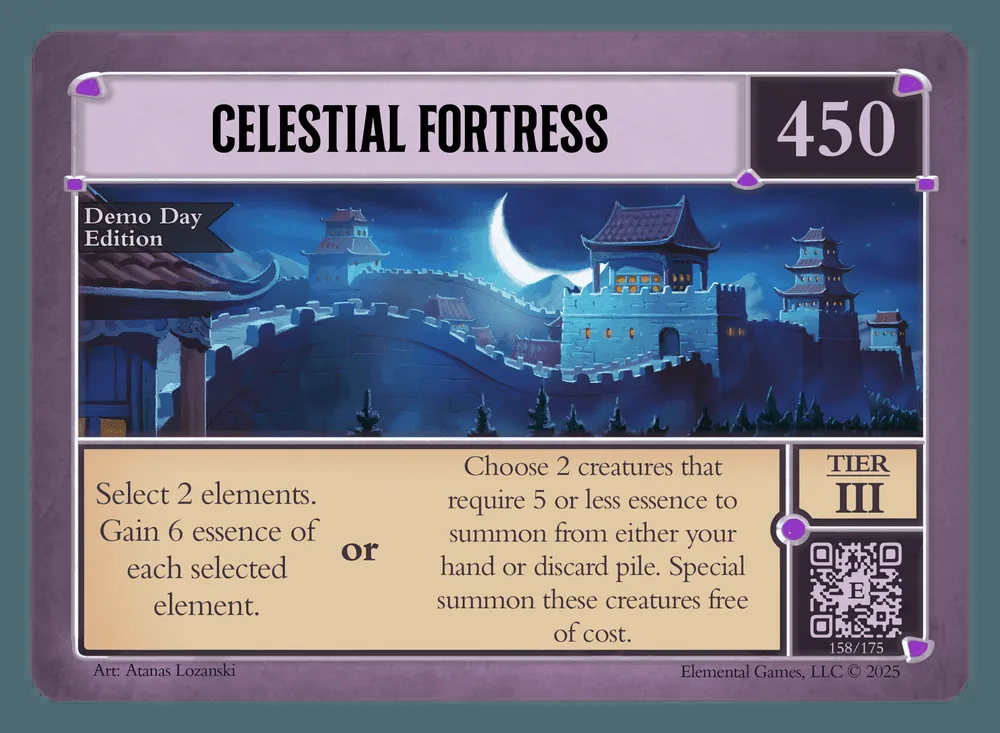 CELESTIAL FORTRESS
450
Demo Day
Edition
Select 2 elements.
Gain 6 essence of
each selected
element.
or
Choose 2 creatures that
require 5 or less essence to
summon from either your
hand or discard pile. Special
summon these creatures free
of cost.
TIER
III
E
158/175
Art: Atanas Lozanski
Elemental Games, LLC © 2025